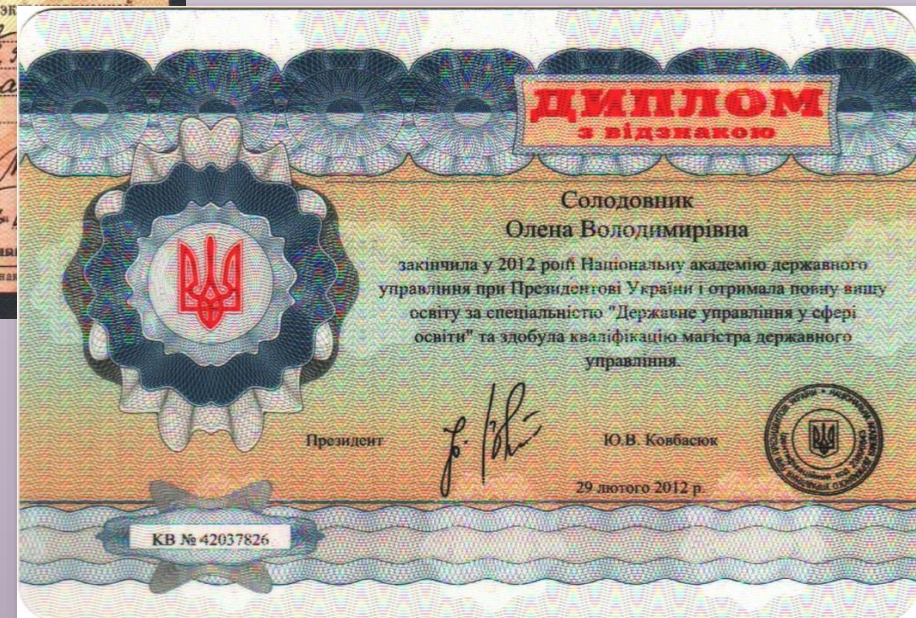 ДИПЛОМ
з відзнакою
Солодовник
Олена Володимирівна
закінчила у 2012 році Національну академію державного
управління при Президентові України і отримала повну вищу
освіту за спеціальністю "Державне управління у сфері
освіти" та здобула кваліфікацію магістра державного
управління.
Президент
Ю.В. Ковбасюк
29 лютого 2012 р.
КВ № 42037826